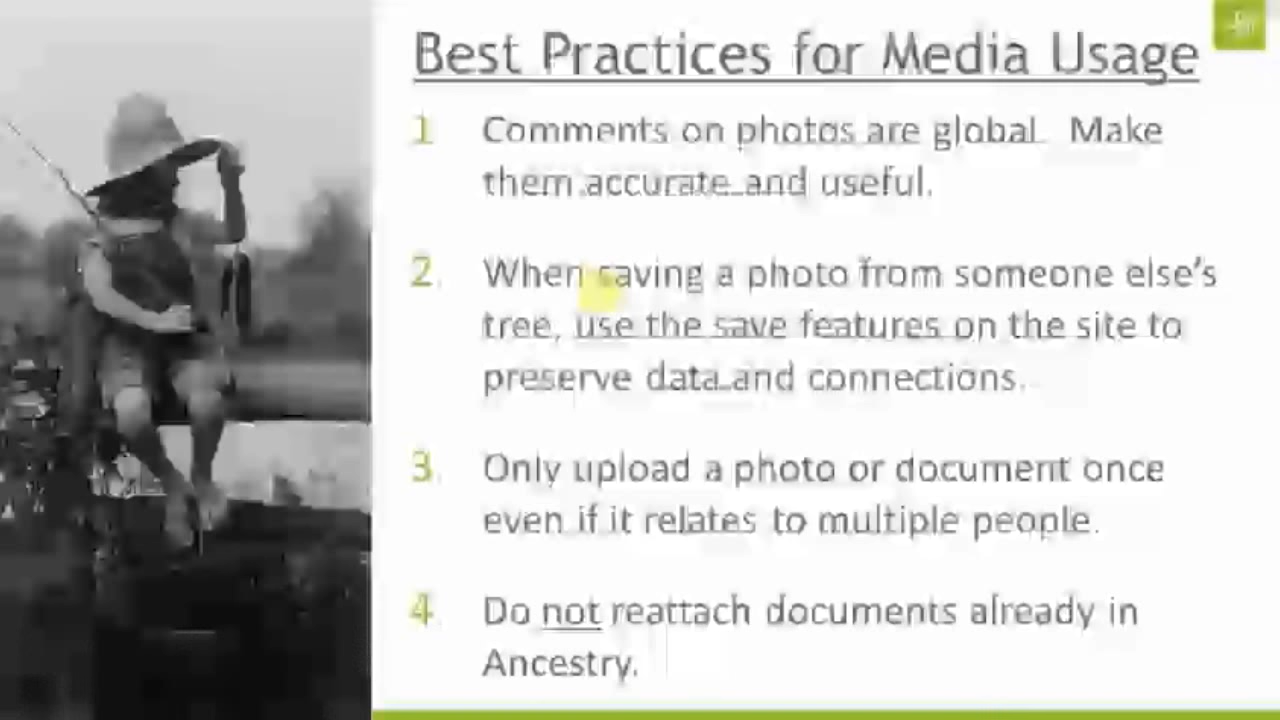 Best Practices for Media Usage
1. Comments on photos are global. Make
them accurate and useful.
2. When saving a photo from someone else's
tree, use the save features on the site to
preserve data and connections.
3. Only upload a photo or document once
even if it relates to multiple people.
4. Do not reattach documents already in
Ancestry.